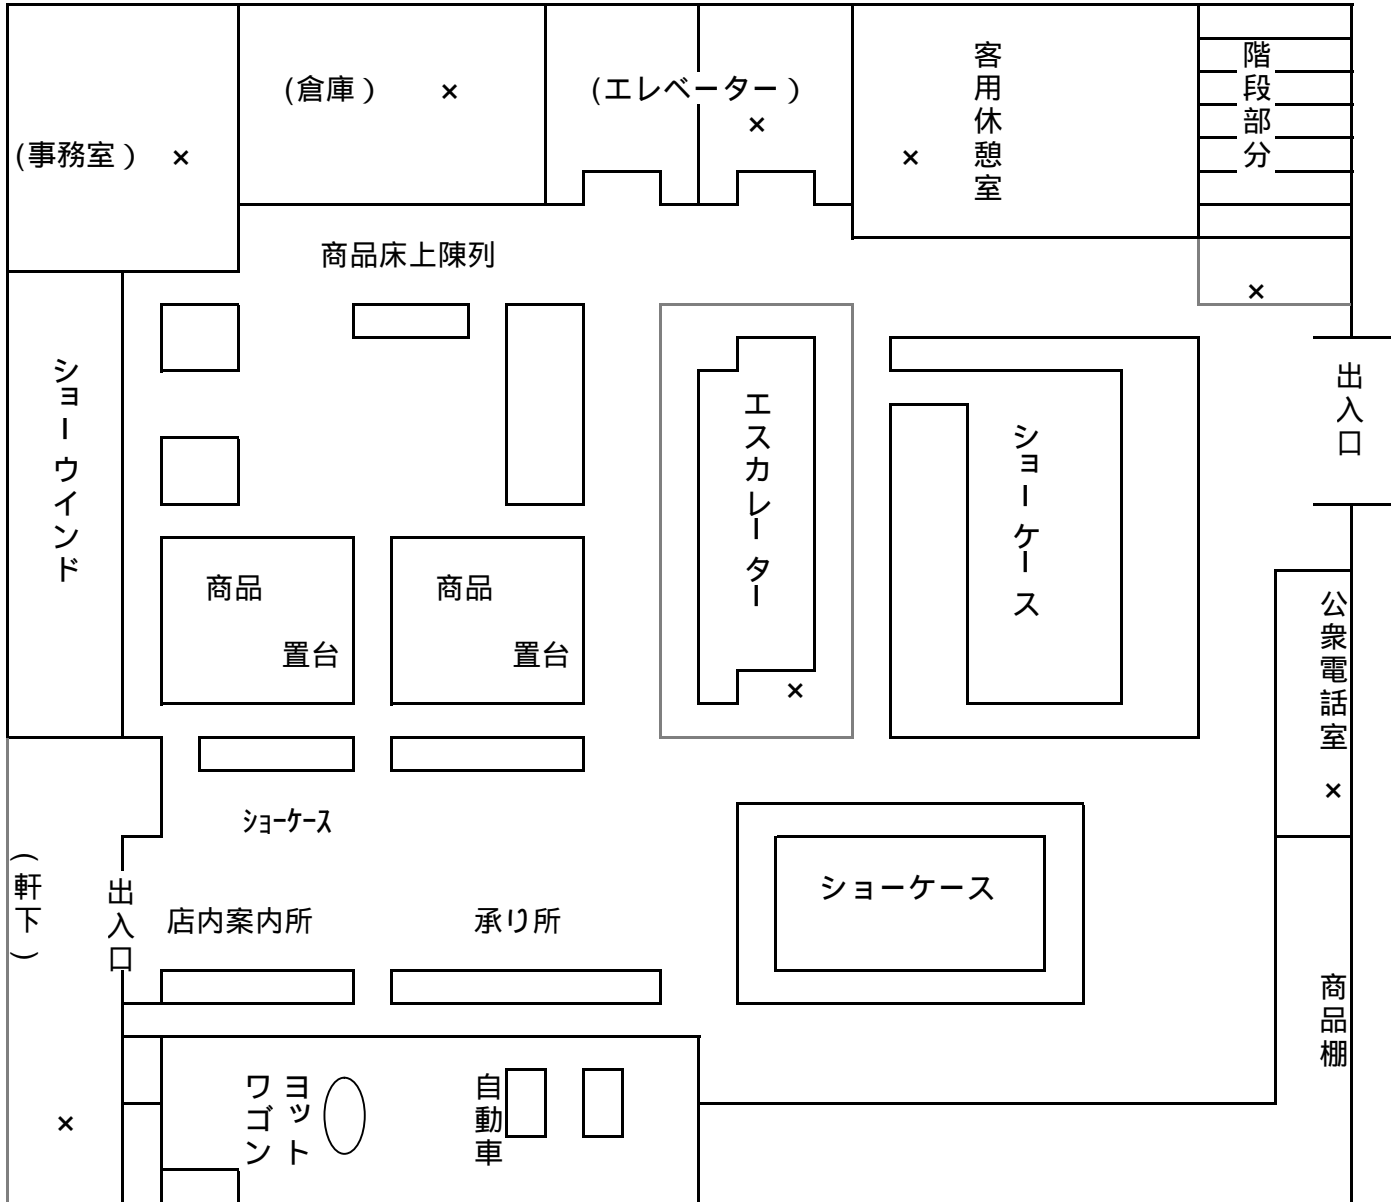 (倉庫) ×
(エレベーター)
×
客用休憩室
×
階段部分
(事務室) ×
商品床上陳列
×
ショーウインド
エスカレーター
×
ショーケース
出入口
商品
置台
商品
置台
公衆電話室
×
ショーケース
ショーケース
(軒下)
×
出入口
店内案内所
承り所
商品棚
ヨット
ワゴン
自動車